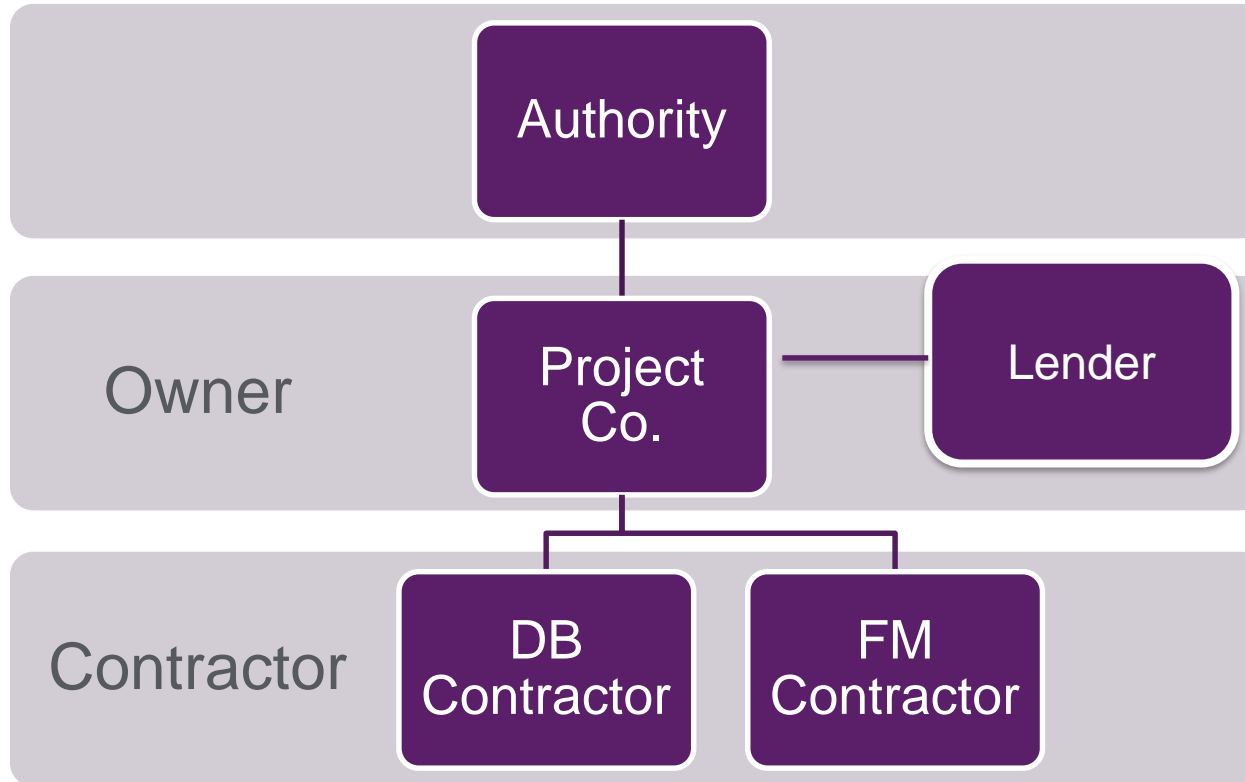 Authority
Owner
Project
Co.
Lender
Contractor
DB
Contractor
FM
Contractor